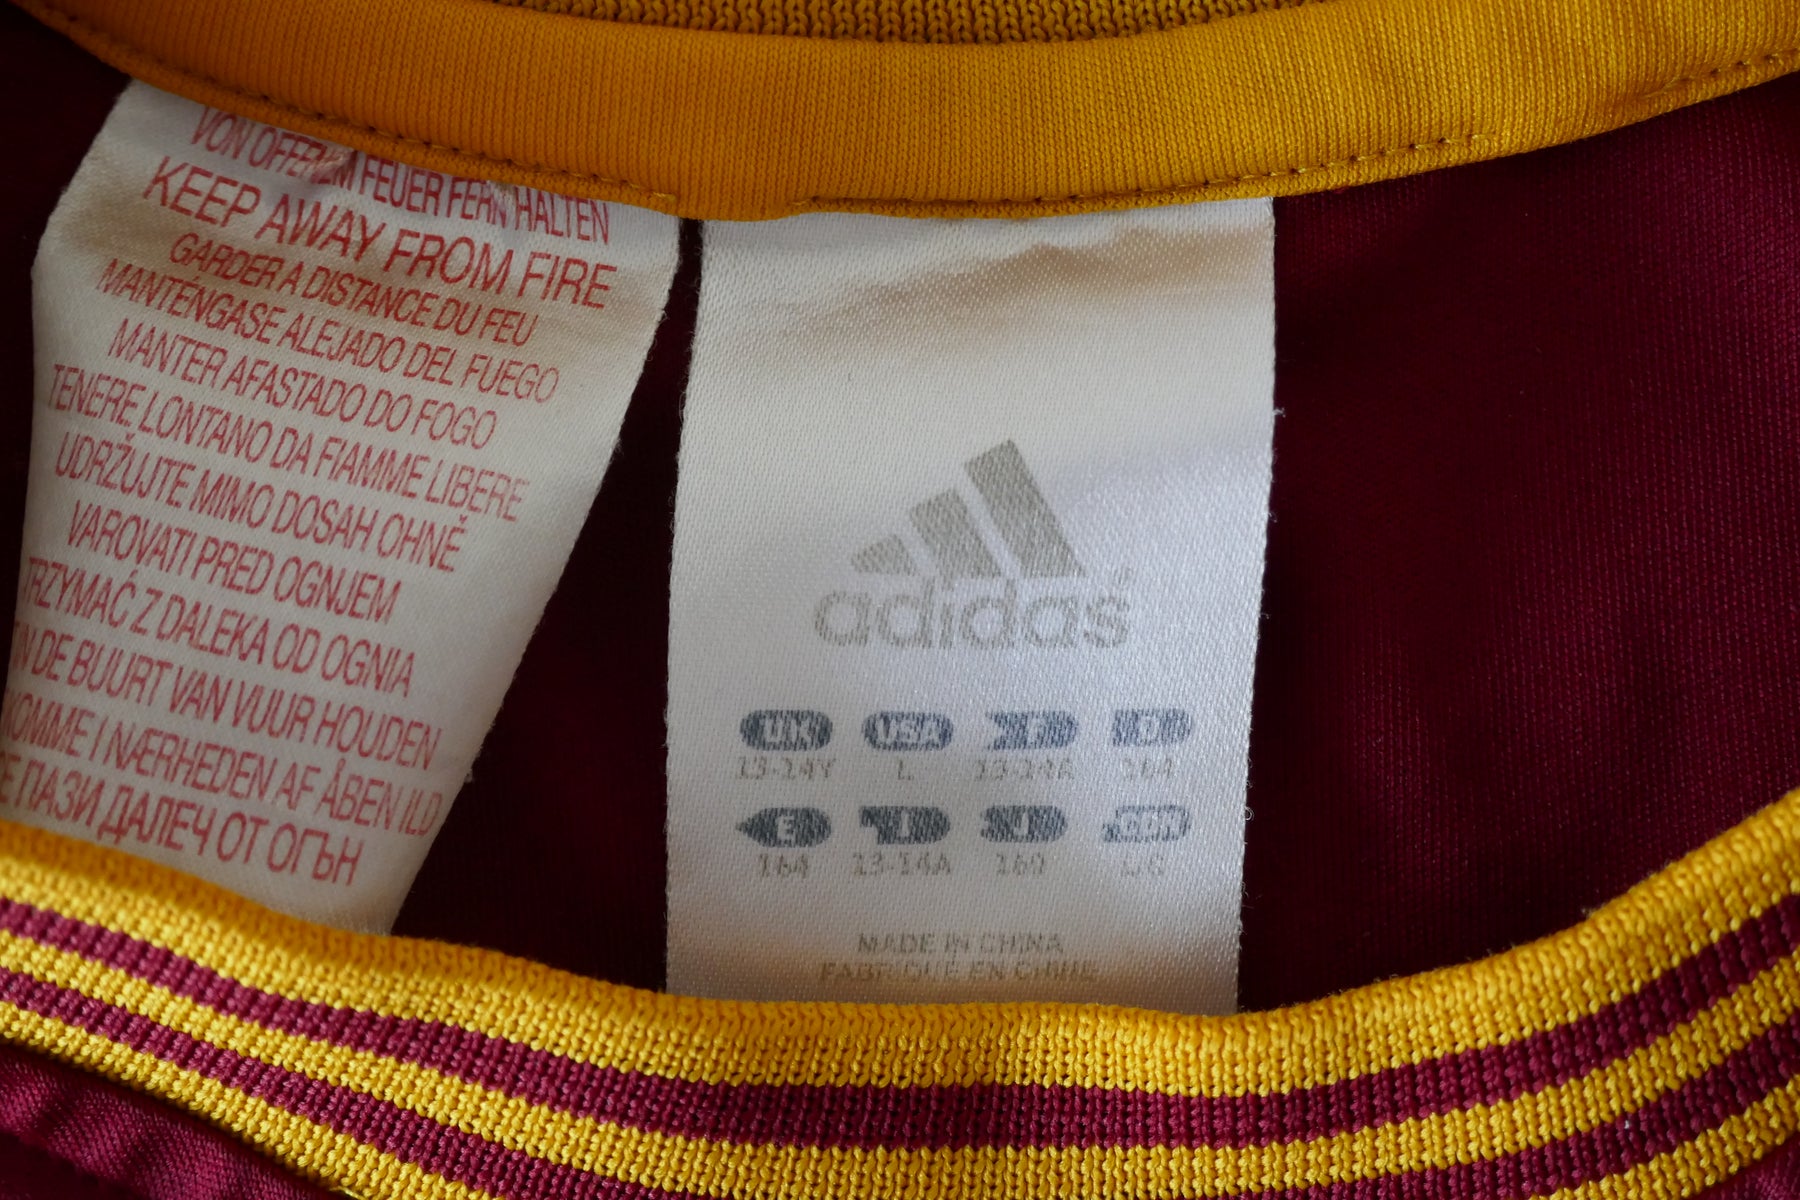 VON OFFENEM FEUER FERN HALTEN
KEEP AWAY FROM FIRE
GARDER A DISTANCE DU FEU
MANTÉNGASE ALEJADO DEL FUEGO
MANTER AFASTADO DO FOGO
TENERE LONTANO DA FIAMME LIBERE
UDRŽUJTE MIMO DOSAH OHNĚ
VAROVATI PRED OGNJEM
TRZYMAĆ Z DALEKA OD OGNIA
IN DE BUURT VAN VUUR HOUDEN
KOMME I NÆRHEDEN AF ÅBEN ILD
ПАЗИ ДАЛЕЧ ОТ ОГЪН
adidas
UK USA F D
13-14Y L 13-14A 164
E I J CDN
164 13-14A 160 L/G
MADE IN CHINA
FABRIQUÉ EN CHINE